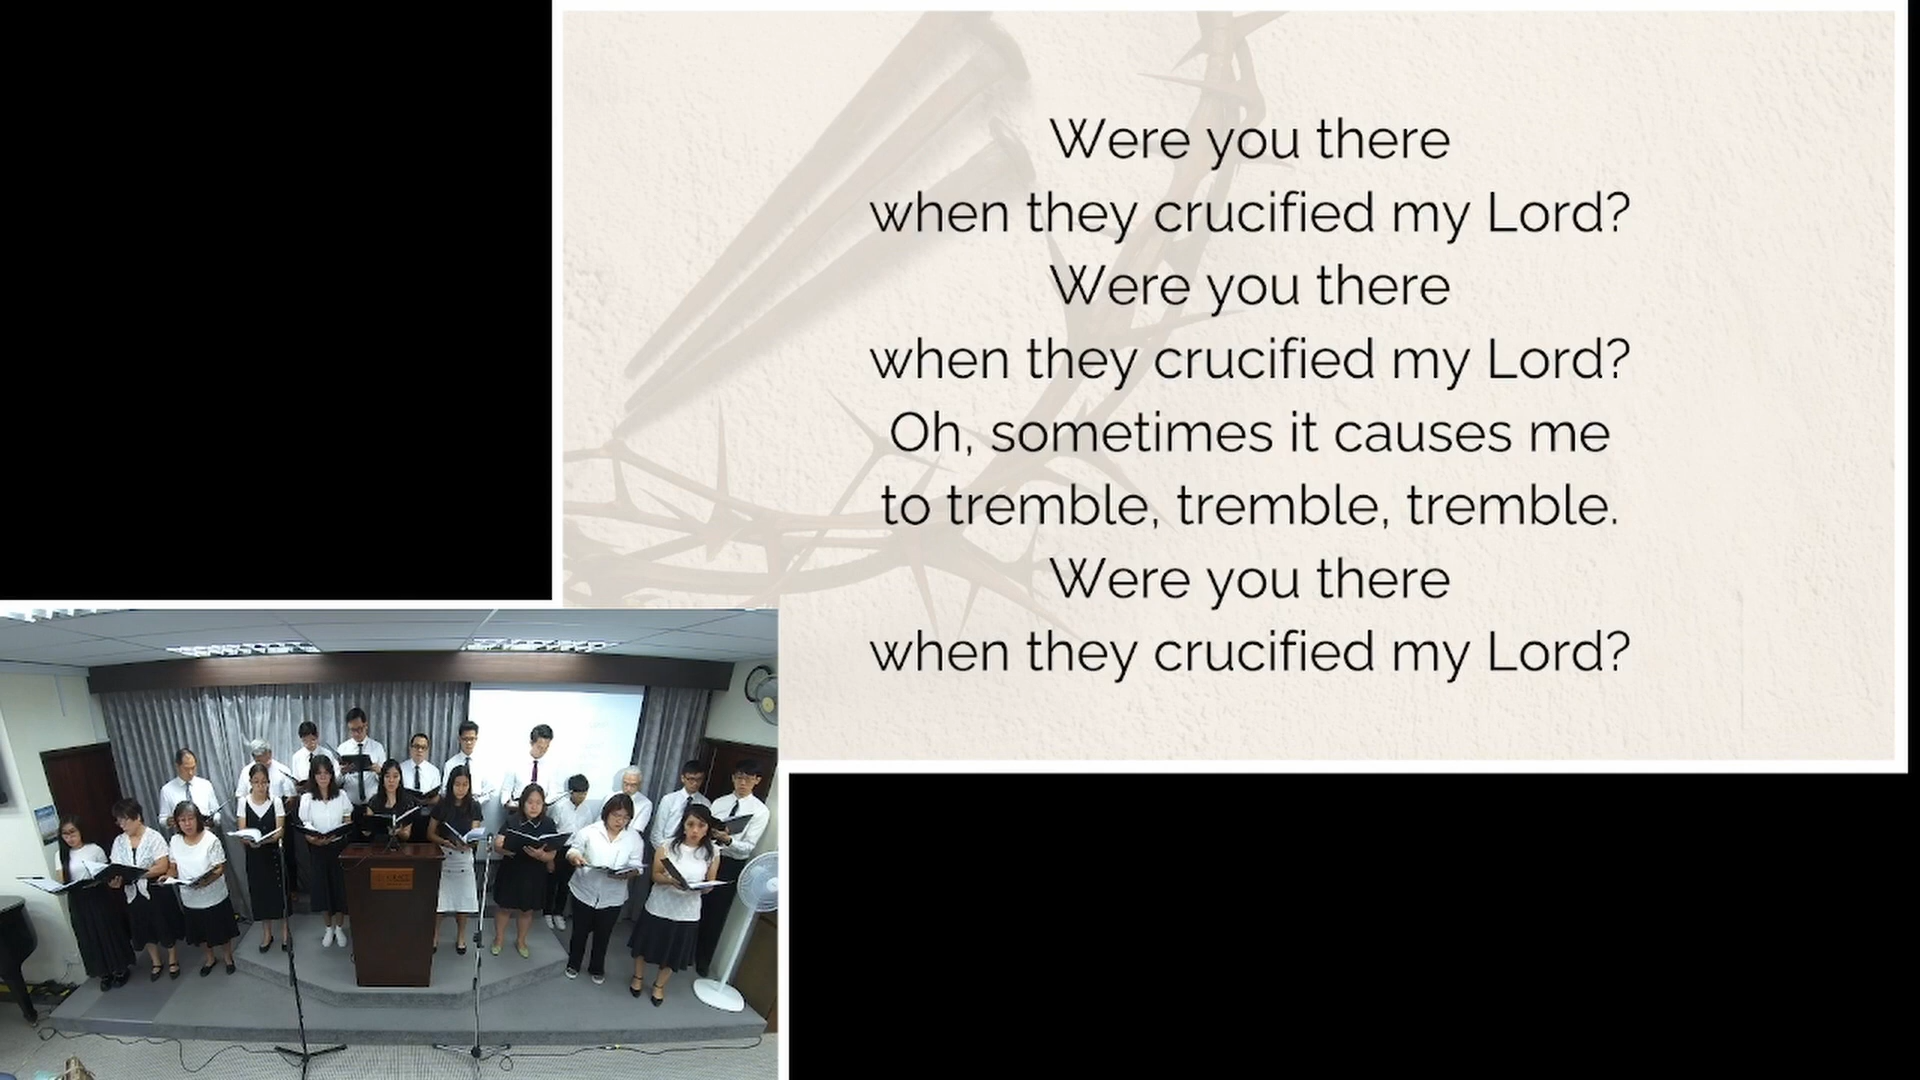 Were you there
when they crucified my Lord?
Were you there
when they crucified my Lord?
Oh, sometimes it causes me
to tremble, tremble, tremble.
Were you there
when they crucified my Lord?